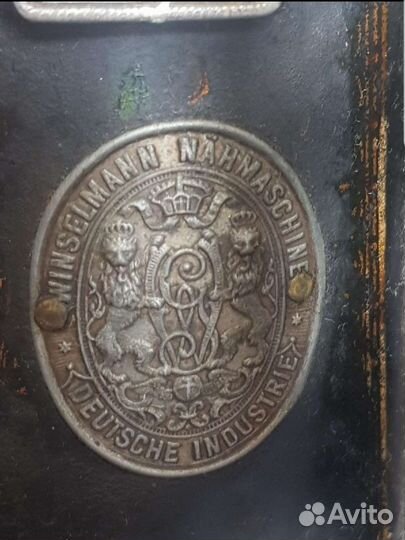 WINSELMANN NÄHMASCHINE
* DEUTSCHE INDUSTRIE *
Avito